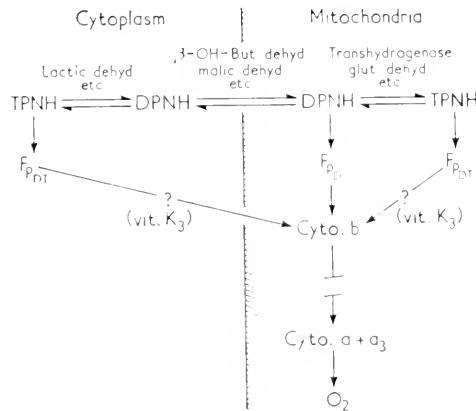 Cytoplasm
Mitochondria
Lactic dehyd
etc
3-OH-But dehyd
malic dehyd
etc
Transhydrogenase
glut dehyd
etc
TPNH DPNH DPNH TPNH
F_PDT
F_PD
F_PDT
?
(vit. K₃)
?
(vit. K₃)
Cyto. b
Cyto. a + a₃
O₂